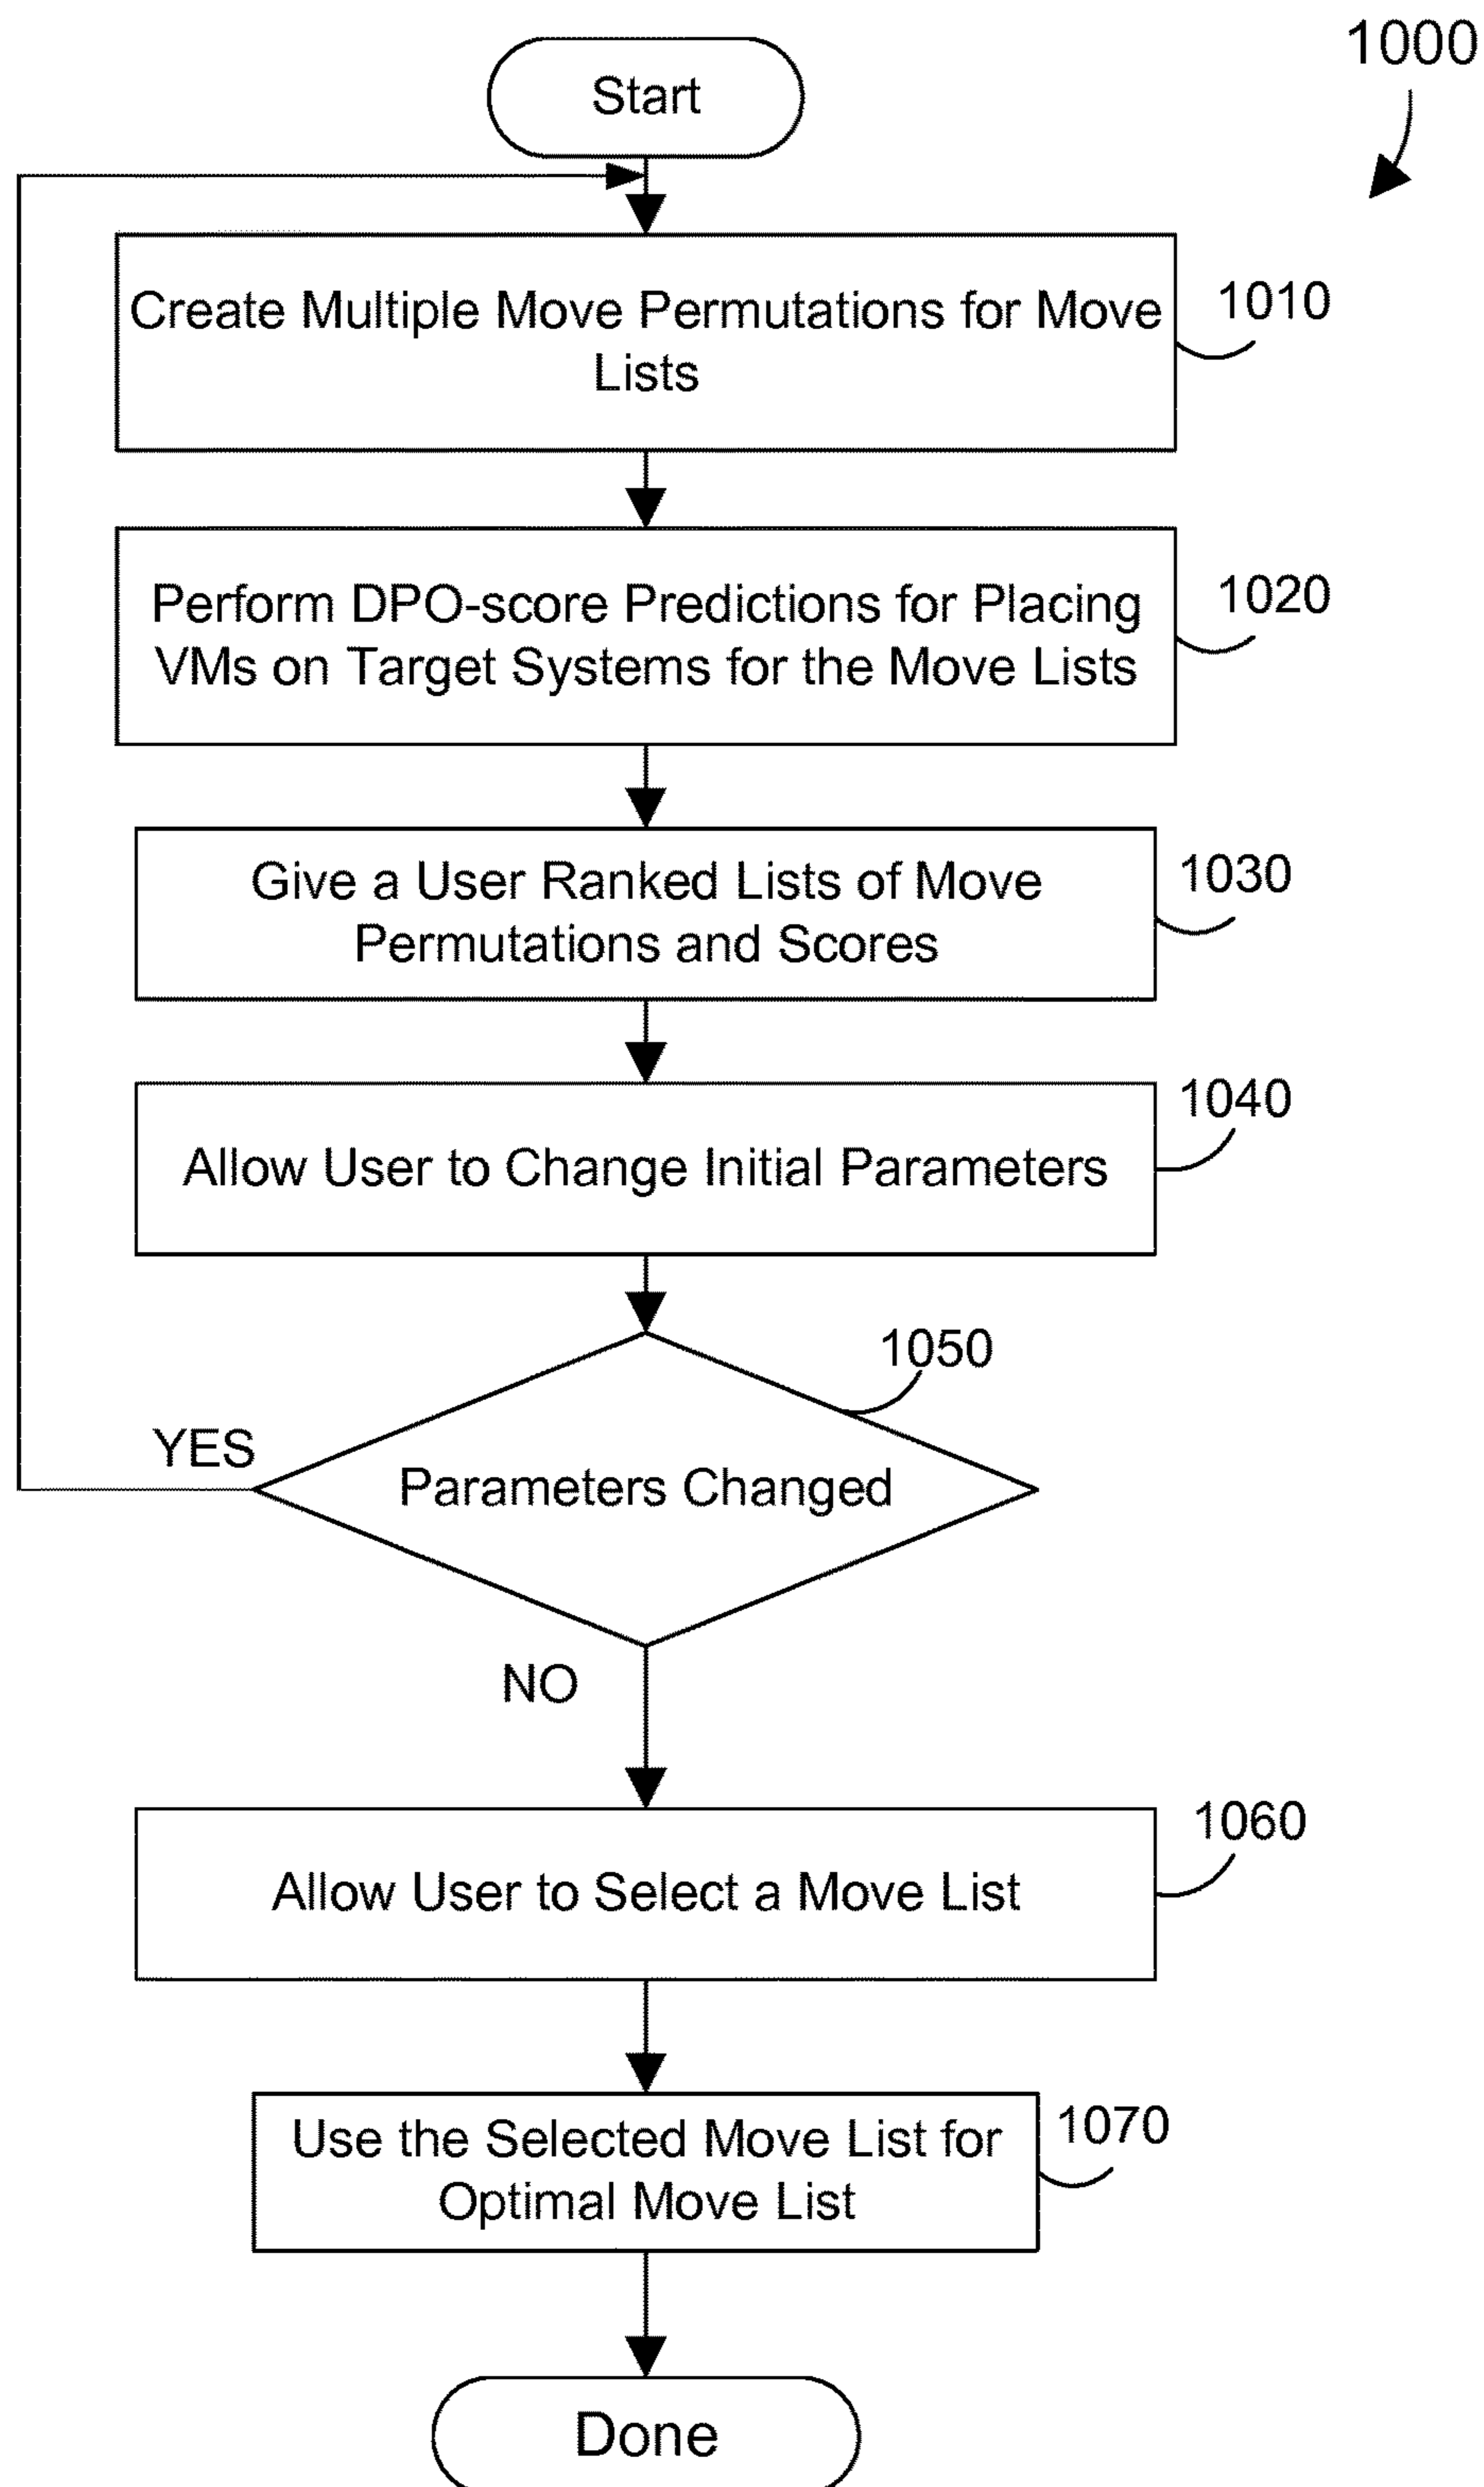 1000
Start
Create Multiple Move Permutations for Move
Lists
1010
Perform DPO-score Predictions for Placing
VMs on Target Systems for the Move Lists
1020
Give a User Ranked Lists of Move
Permutations and Scores
1030
Allow User to Change Initial Parameters
1040
1050
Parameters Changed
YES
NO
Allow User to Select a Move List
1060
Use the Selected Move List for
Optimal Move List
1070
Done